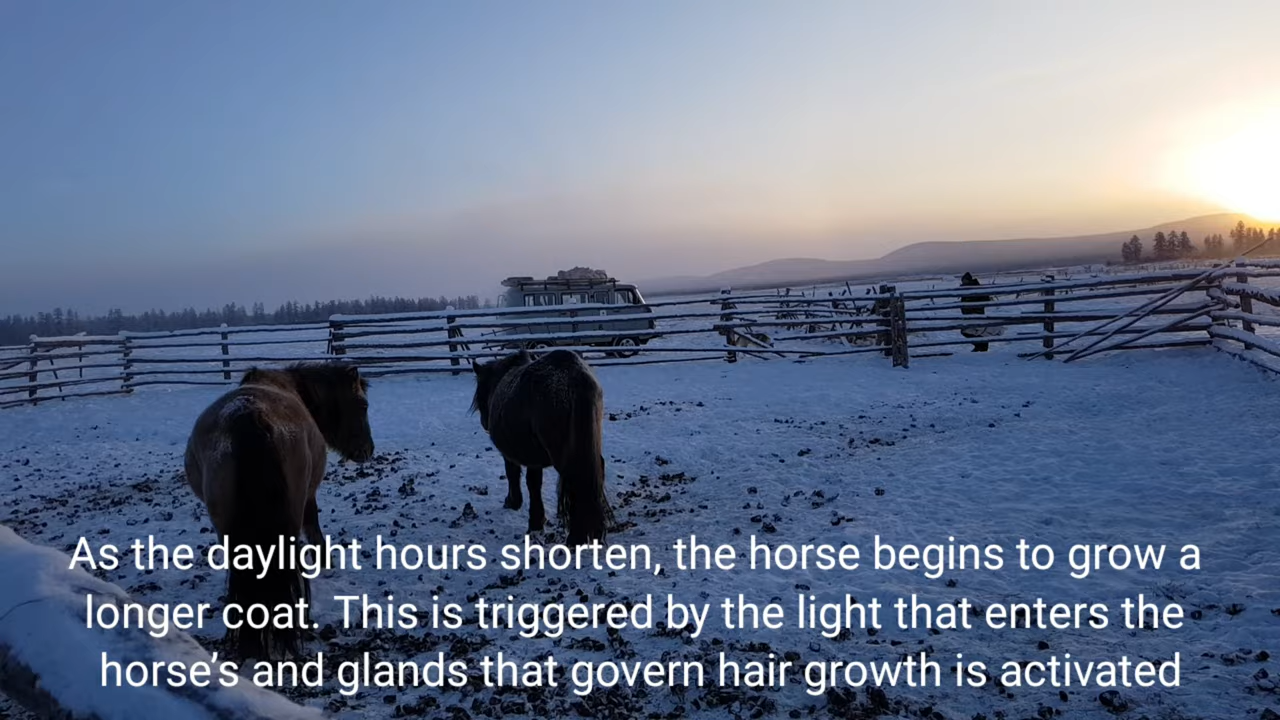 As the daylight hours shorten, the horse begins to grow a
longer coat. This is triggered by the light that enters the
horse’s and glands that govern hair growth is activated